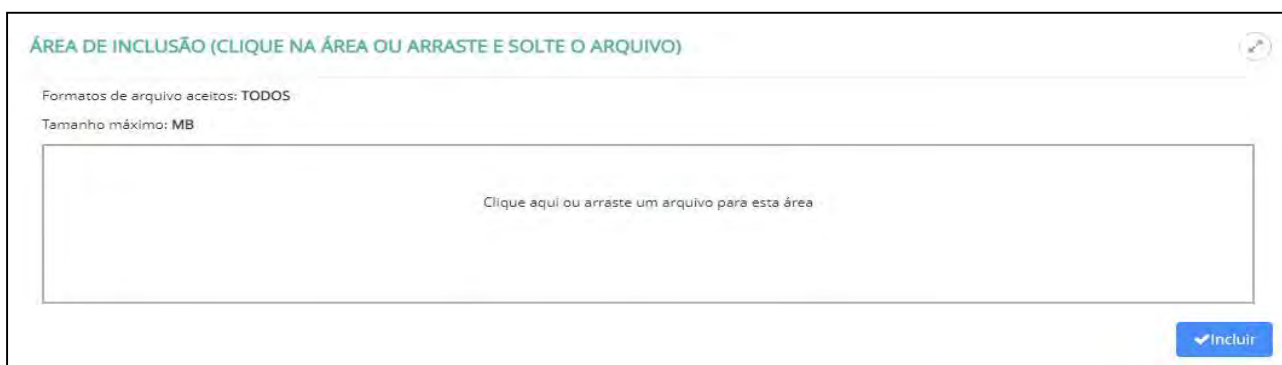 ÁREA DE INCLUSÃO (CLIQUE NA ÁREA OU ARRASTE E SOLTE O ARQUIVO)
Formatos de arquivo aceitos: TODOS
Tamanho máximo: MB
Clique aqui ou arraste um arquivo para esta área
Incluir